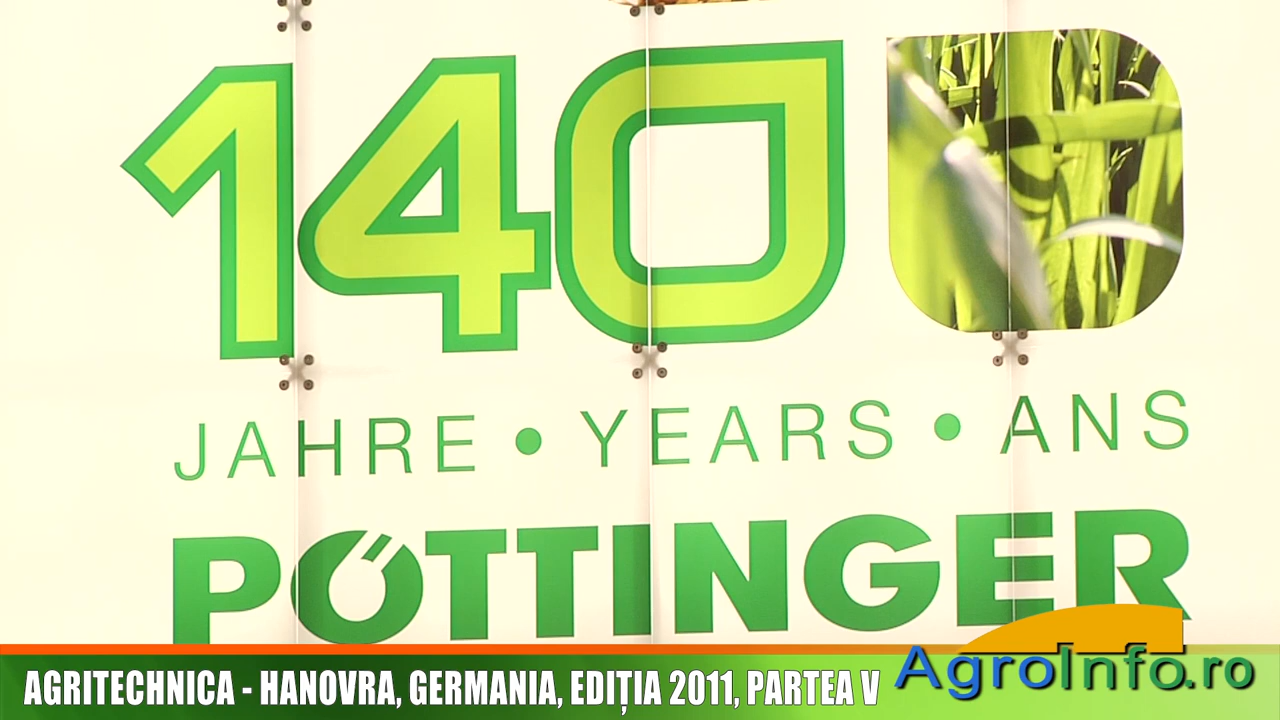 140
JAHRE • YEARS • ANS
PÖTTINGER
AGRITECHNICA - HANOVRA, GERMANIA, EDIȚIA 2011, PARTEA V
AgroInfo.ro